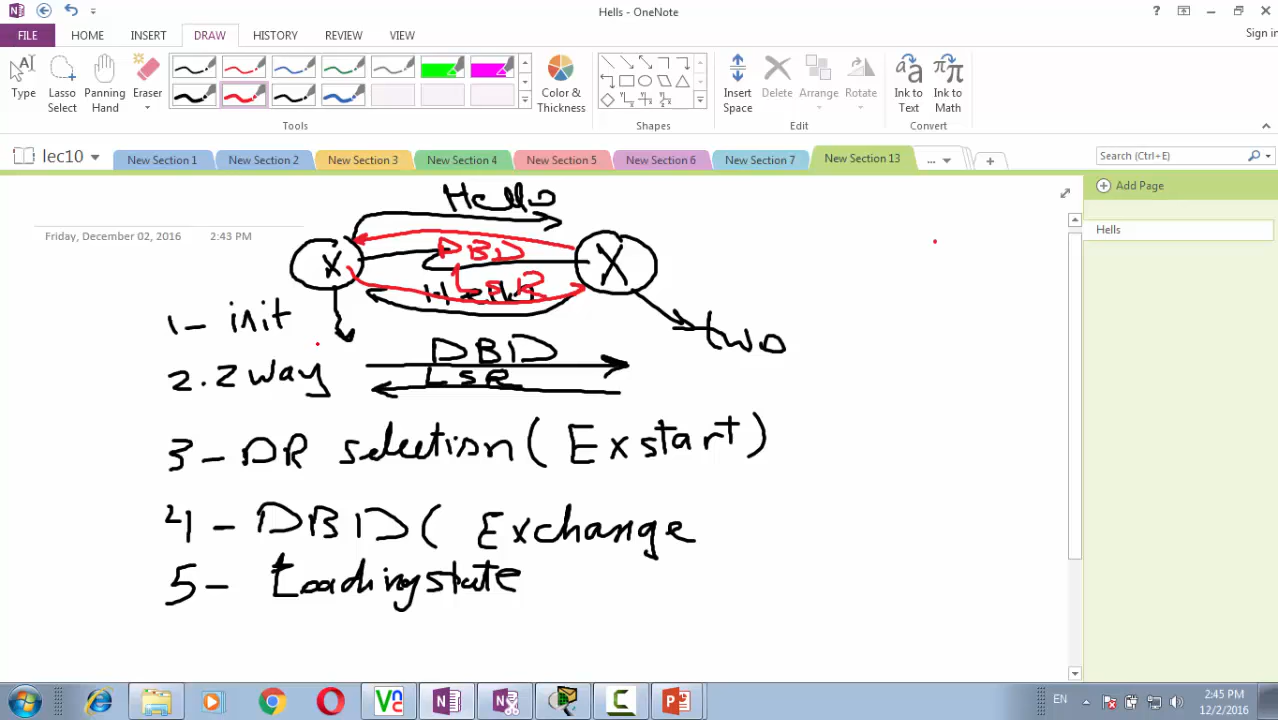 Hells - OneNote
Sign in
FILE HOME INSERT DRAW HISTORY REVIEW VIEW
Type
Lasso Select
Panning Hand
Eraser
Color & Thickness
Insert Space
Delete
Arrange
Rotate
Ink to Text
Ink to Math
Tools
Shapes
Edit
Convert
lec10
New Section 1
New Section 2
New Section 3
New Section 4
New Section 5
New Section 6
New Section 7
New Section 13
...
Search (Ctrl+E)
Add Page
Hells
Friday, December 02, 2016 2:43 PM
Hello
DBD
X
X
LSR
Hello
1- init
two
DBD
2. 2 way
LSR
3- DR selection ( Exstart )
4- DBD ( Exchange
5- Loading state
EN
2:45 PM
12/2/2016